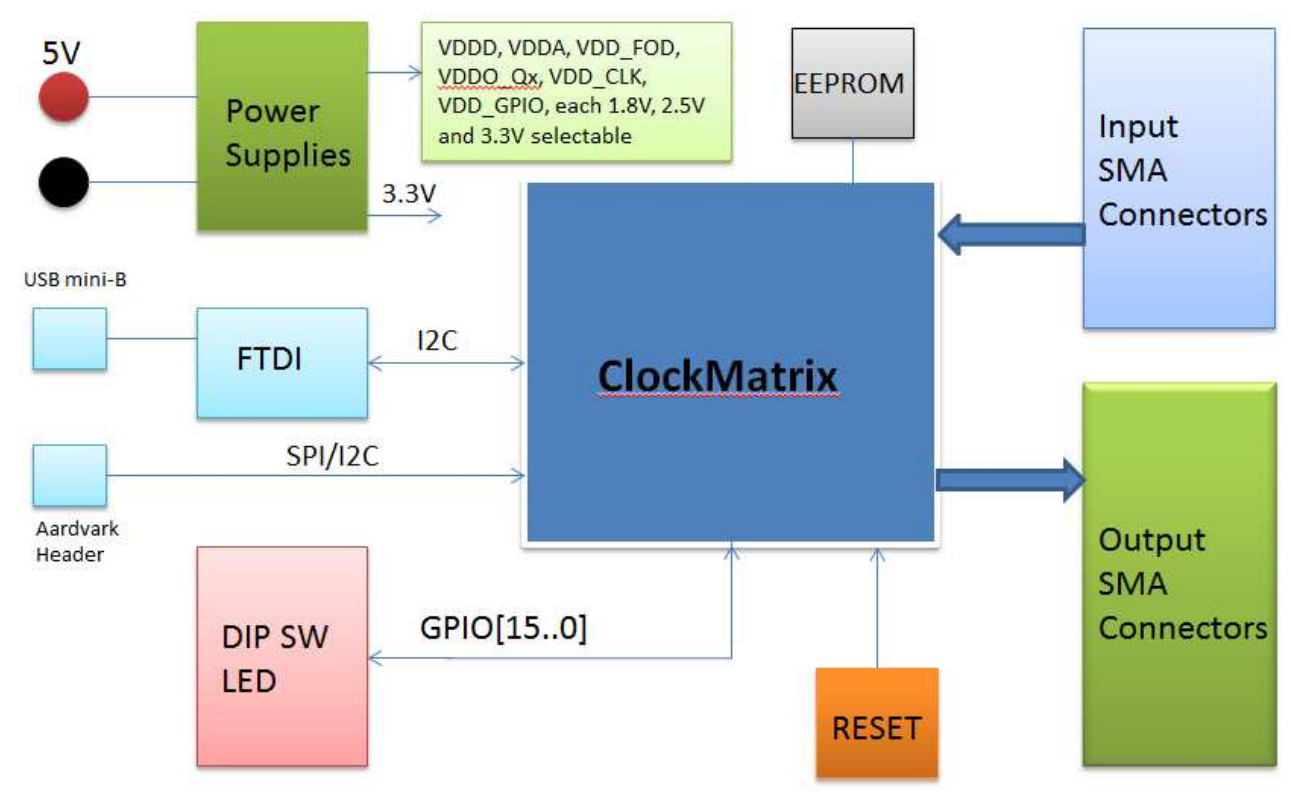 5V
Power
Supplies
VDDD, VDDA, VDD_FOD,
VDDO_Qx, VDD_CLK,
VDD_GPIO, each 1.8V, 2.5V
and 3.3V selectable
3.3V
EEPROM
Input
SMA
Connectors
USB mini-B
FTDI
I2C
ClockMatrix
SPI/I2C
Aardvark
Header
DIP SW
LED
GPIO[15..0]
RESET
Output
SMA
Connectors